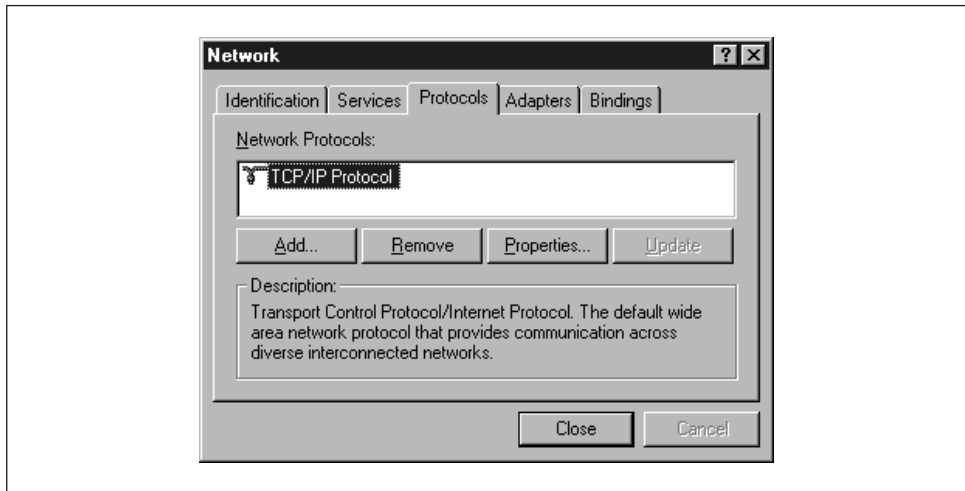 Network
Identification Services Protocols Adapters Bindings
Network Protocols:
TCP/IP Protocol
Add... Remove Properties... Update
Description:
Transport Control Protocol/Internet Protocol. The default wide
area network protocol that provides communication across
diverse interconnected networks.
Close Cancel